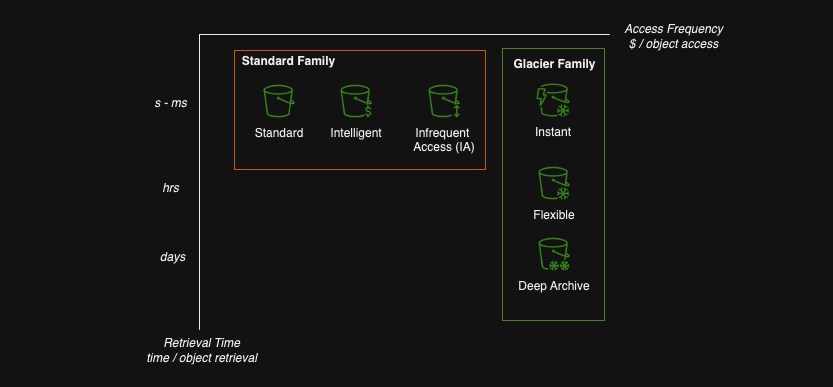 Access Frequency
$ / object access
Standard Family
Glacier Family
s - ms
Standard
Intelligent
Infrequent
Access (IA)
Instant
hrs
Flexible
days
Deep Archive
Retrieval Time
time / object retrieval